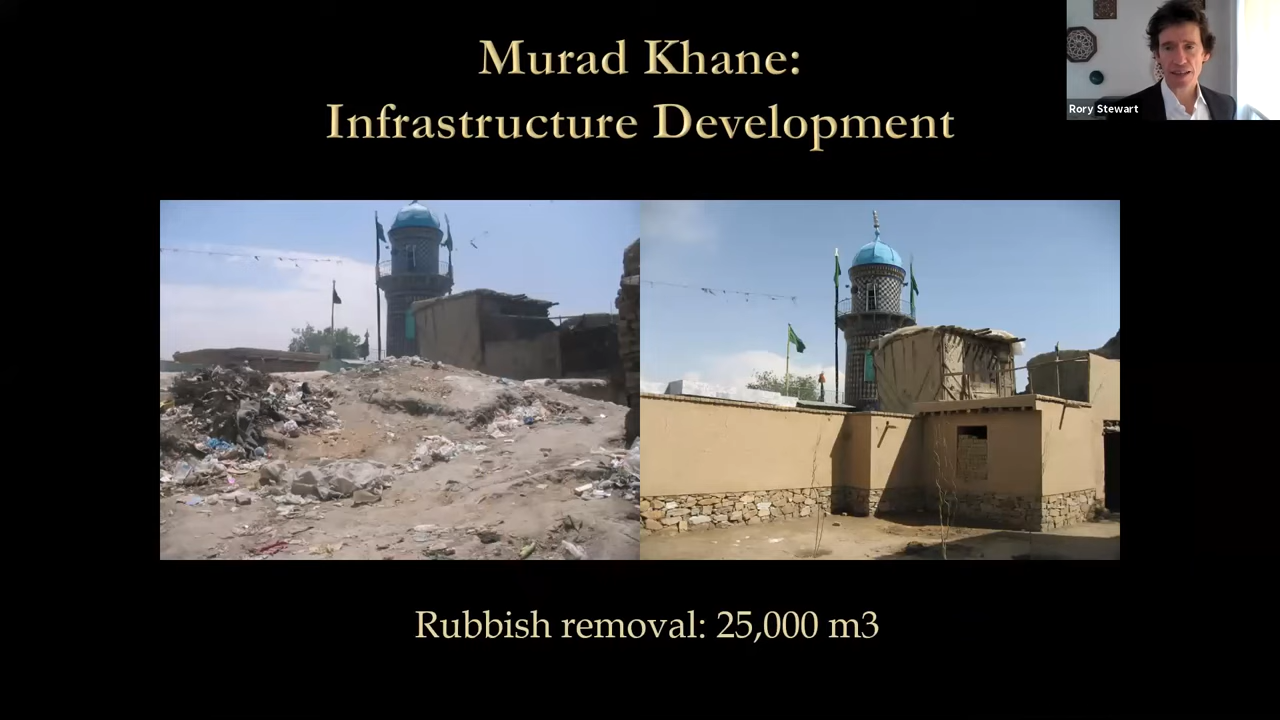 Murad Khane:
Infrastructure Development
Rory Stewart
Rubbish removal: 25,000 m3